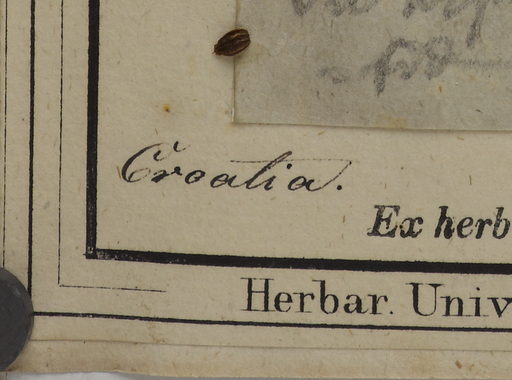 Croatia.
Ex herb
Herbar. Univ